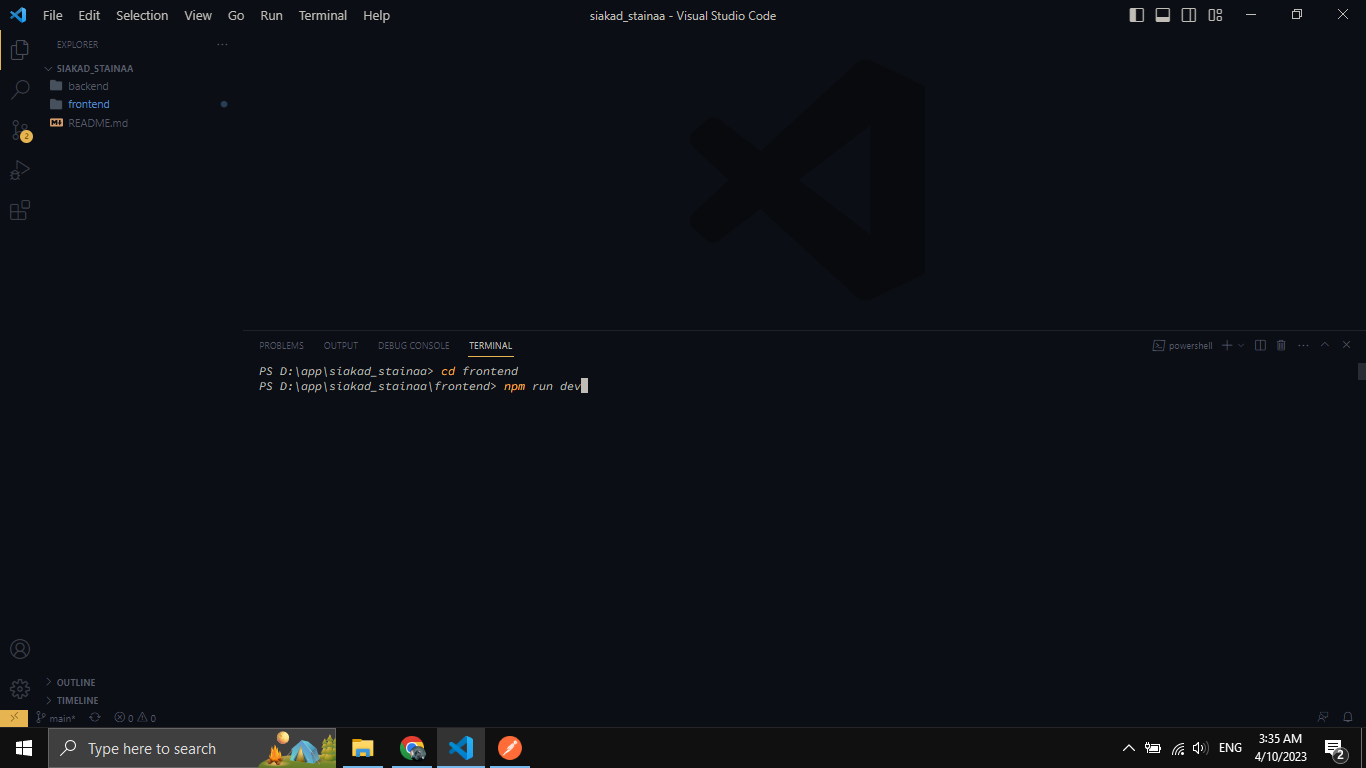 File Edit Selection View Go Run Terminal Help siakad_stainaa - Visual Studio Code
EXPLORER
SIAKAD_STAINAA
backend
frontend
README.md
2
PROBLEMS OUTPUT DEBUG CONSOLE TERMINAL powershell
PS D:\app\siakad_stainaa> cd frontend
PS D:\app\siakad_stainaa\frontend> npm run dev
OUTLINE
TIMELINE
main* 0 0
Type here to search
ENG
3:35 AM
4/10/2023
2